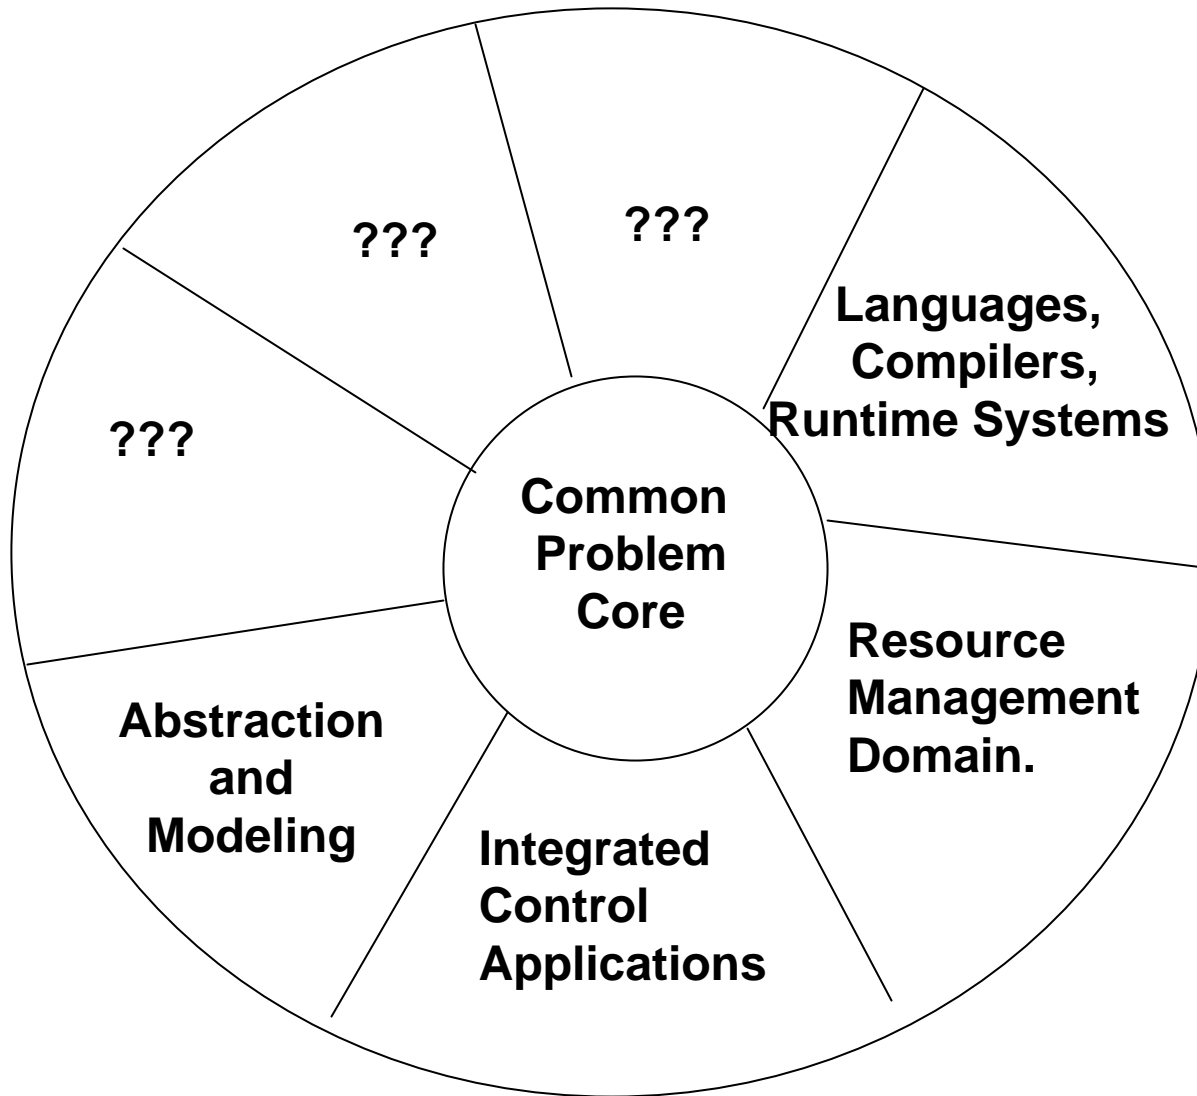 ???
???
Languages,
Compilers,
Runtime Systems
???
Common
Problem
Core
Resource
Management
Domain.
Abstraction
and
Modeling
Integrated
Control
Applications